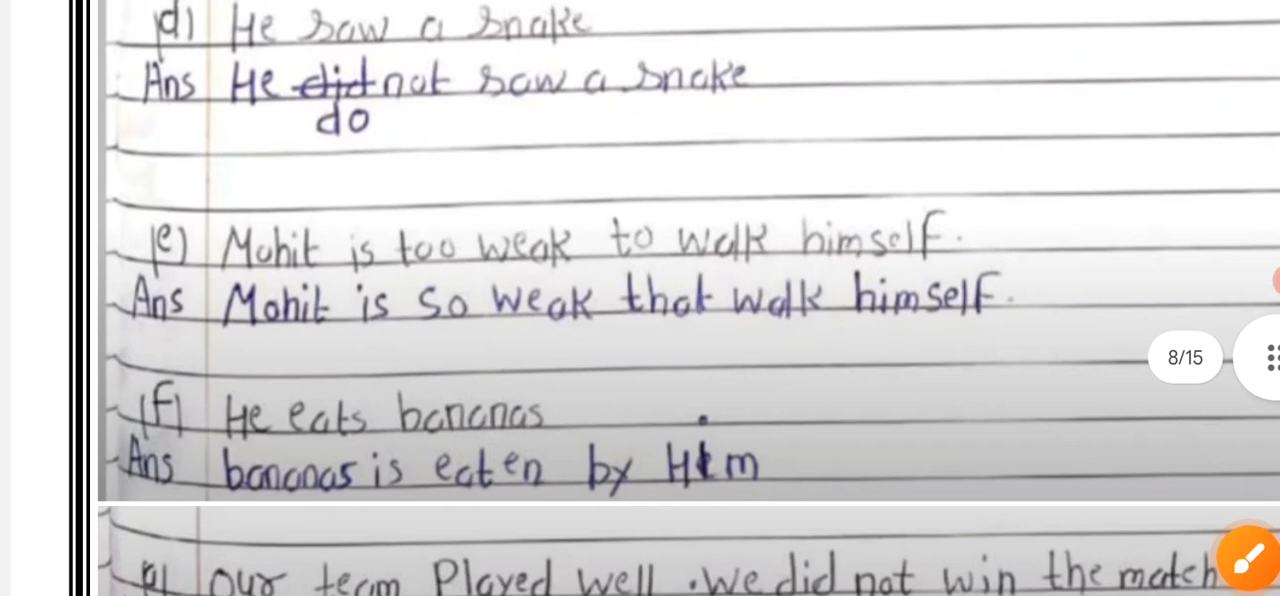 (d) He saw a snake
Ans He did not saw a snake
do
(e) Mohit is too weak to walk himself.
Ans Mohit is so weak that walk himself.
8/15
(f) He eats bananas
Ans bananas is eaten by Him
g) our team Played well . we did not win the match